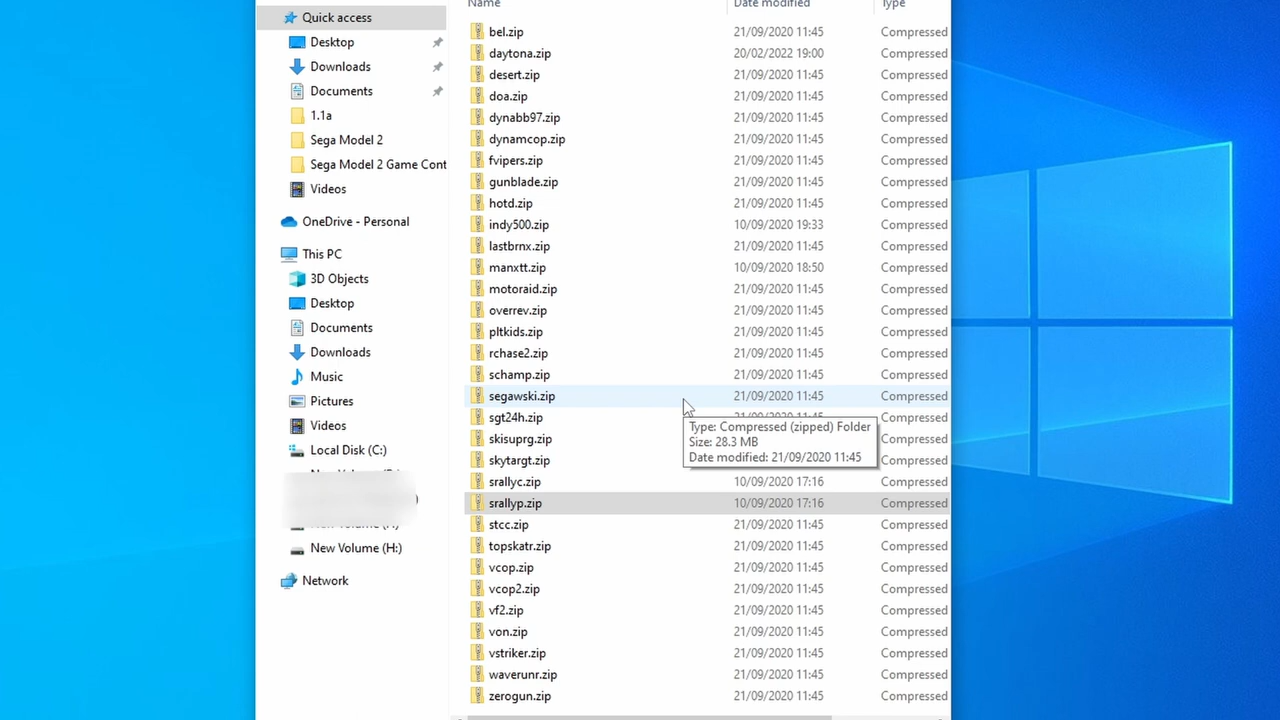 Name Date modified Type
Quick access
Desktop
Downloads
Documents
1.1a
Sega Model 2
Sega Model 2 Game Cont
Videos
OneDrive - Personal
This PC
3D Objects
Desktop
Documents
Downloads
Music
Pictures
Videos
Local Disk (C:)
New Volume (H:)
Network
bel.zip 21/09/2020 11:45 Compressed
daytona.zip 20/02/2022 19:00 Compressed
desert.zip 21/09/2020 11:45 Compressed
doa.zip 21/09/2020 11:45 Compressed
dynabb97.zip 21/09/2020 11:45 Compressed
dynamcop.zip 21/09/2020 11:45 Compressed
fvipers.zip 21/09/2020 11:45 Compressed
gunblade.zip 21/09/2020 11:45 Compressed
hotd.zip 21/09/2020 11:45 Compressed
indy500.zip 10/09/2020 19:33 Compressed
lastbrnx.zip 21/09/2020 11:45 Compressed
manxtt.zip 10/09/2020 18:50 Compressed
motoraid.zip 21/09/2020 11:45 Compressed
overrev.zip 21/09/2020 11:45 Compressed
pltkids.zip 21/09/2020 11:45 Compressed
rchase2.zip 21/09/2020 11:45 Compressed
schamp.zip 21/09/2020 11:45 Compressed
segawski.zip 21/09/2020 11:45 Compressed
sgt24h.zip 21/09/2020 11:45 Compressed
Type: Compressed (zipped) Folder
Size: 28.3 MB
Date modified: 21/09/2020 11:45
skisuprg.zip Compressed
skytargt.zip Compressed
srallyc.zip 10/09/2020 17:16 Compressed
srallyp.zip 10/09/2020 17:16 Compressed
stcc.zip 21/09/2020 11:45 Compressed
topskatr.zip 21/09/2020 11:45 Compressed
vcop.zip 21/09/2020 11:45 Compressed
vcop2.zip 21/09/2020 11:45 Compressed
vf2.zip 21/09/2020 11:45 Compressed
von.zip 21/09/2020 11:45 Compressed
vstriker.zip 21/09/2020 11:45 Compressed
waverunr.zip 21/09/2020 11:45 Compressed
zerogun.zip 21/09/2020 11:45 Compressed